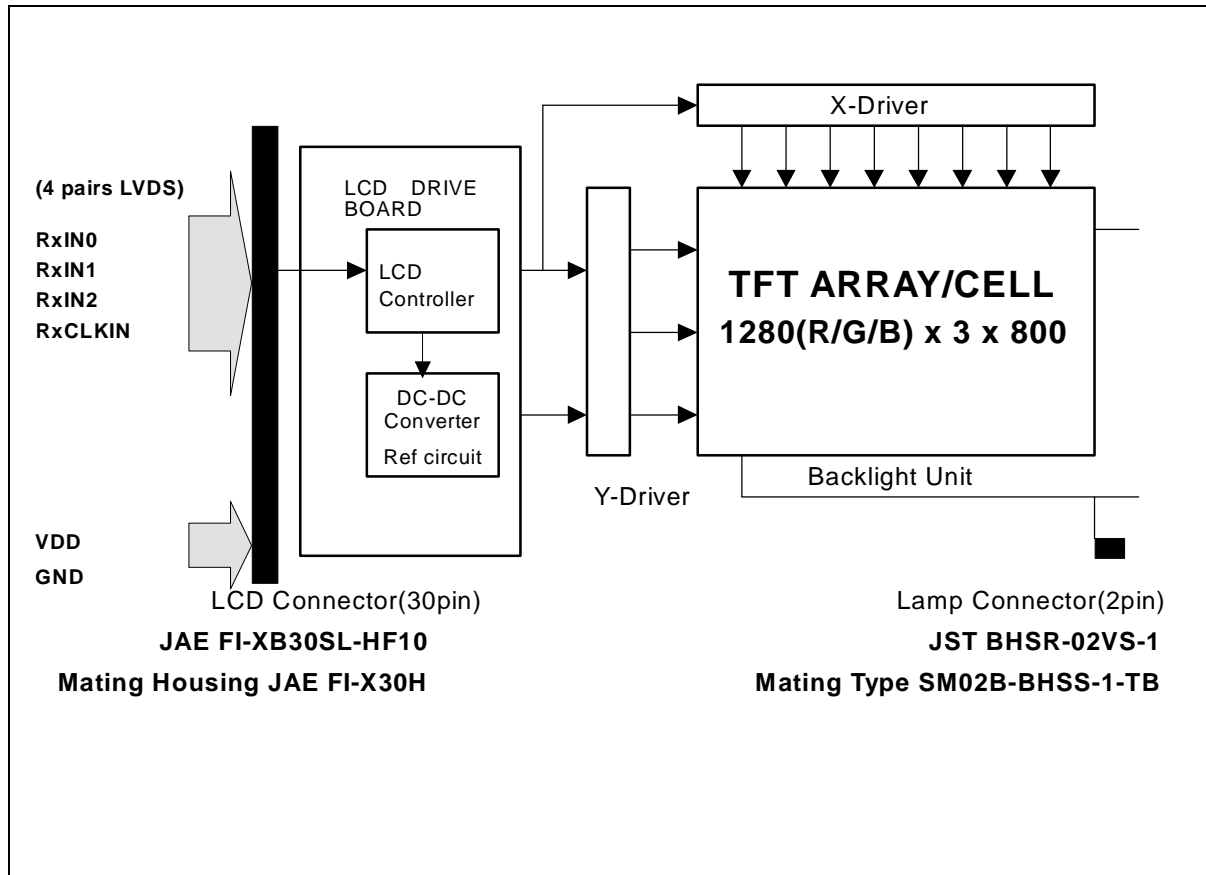 X-Driver
(4 pairs LVDS)
RxIN0
RxIN1
RxIN2
RxCLKIN
LCD DRIVE
BOARD
LCD
Controller
DC-DC
Converter
Ref circuit
TFT ARRAY/CELL
1280(R/G/B) x 3 x 800
Y-Driver
Backlight Unit
VDD
GND
LCD Connector(30pin)
JAE FI-XB30SL-HF10
Mating Housing JAE FI-X30H
Lamp Connector(2pin)
JST BHSR-02VS-1
Mating Type SM02B-BHSS-1-TB